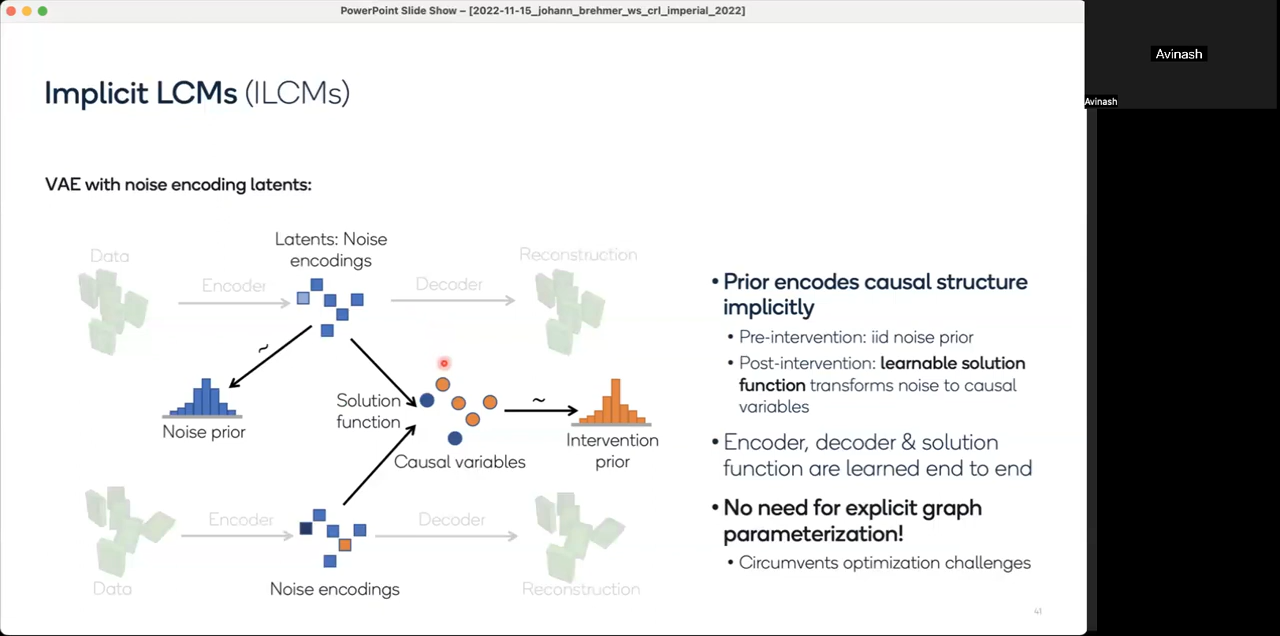 PowerPoint Slide Show – [2022-11-15_johann_brehmer_ws_crl_imperial_2022]
Avinash
Avinash
Implicit LCMs (ILCMs)
VAE with noise encoding latents:
Data
Encoder
Latents: Noise
encodings
Decoder
Reconstruction
~
Noise prior
Solution
function
Causal variables
~
Intervention
prior
Data
Encoder
Noise encodings
Decoder
Reconstruction
• Prior encodes causal structure
implicitly
• Pre-intervention: iid noise prior
• Post-intervention: learnable solution
function transforms noise to causal
variables
• Encoder, decoder & solution
function are learned end to end
• No need for explicit graph
parameterization!
• Circumvents optimization challenges
41